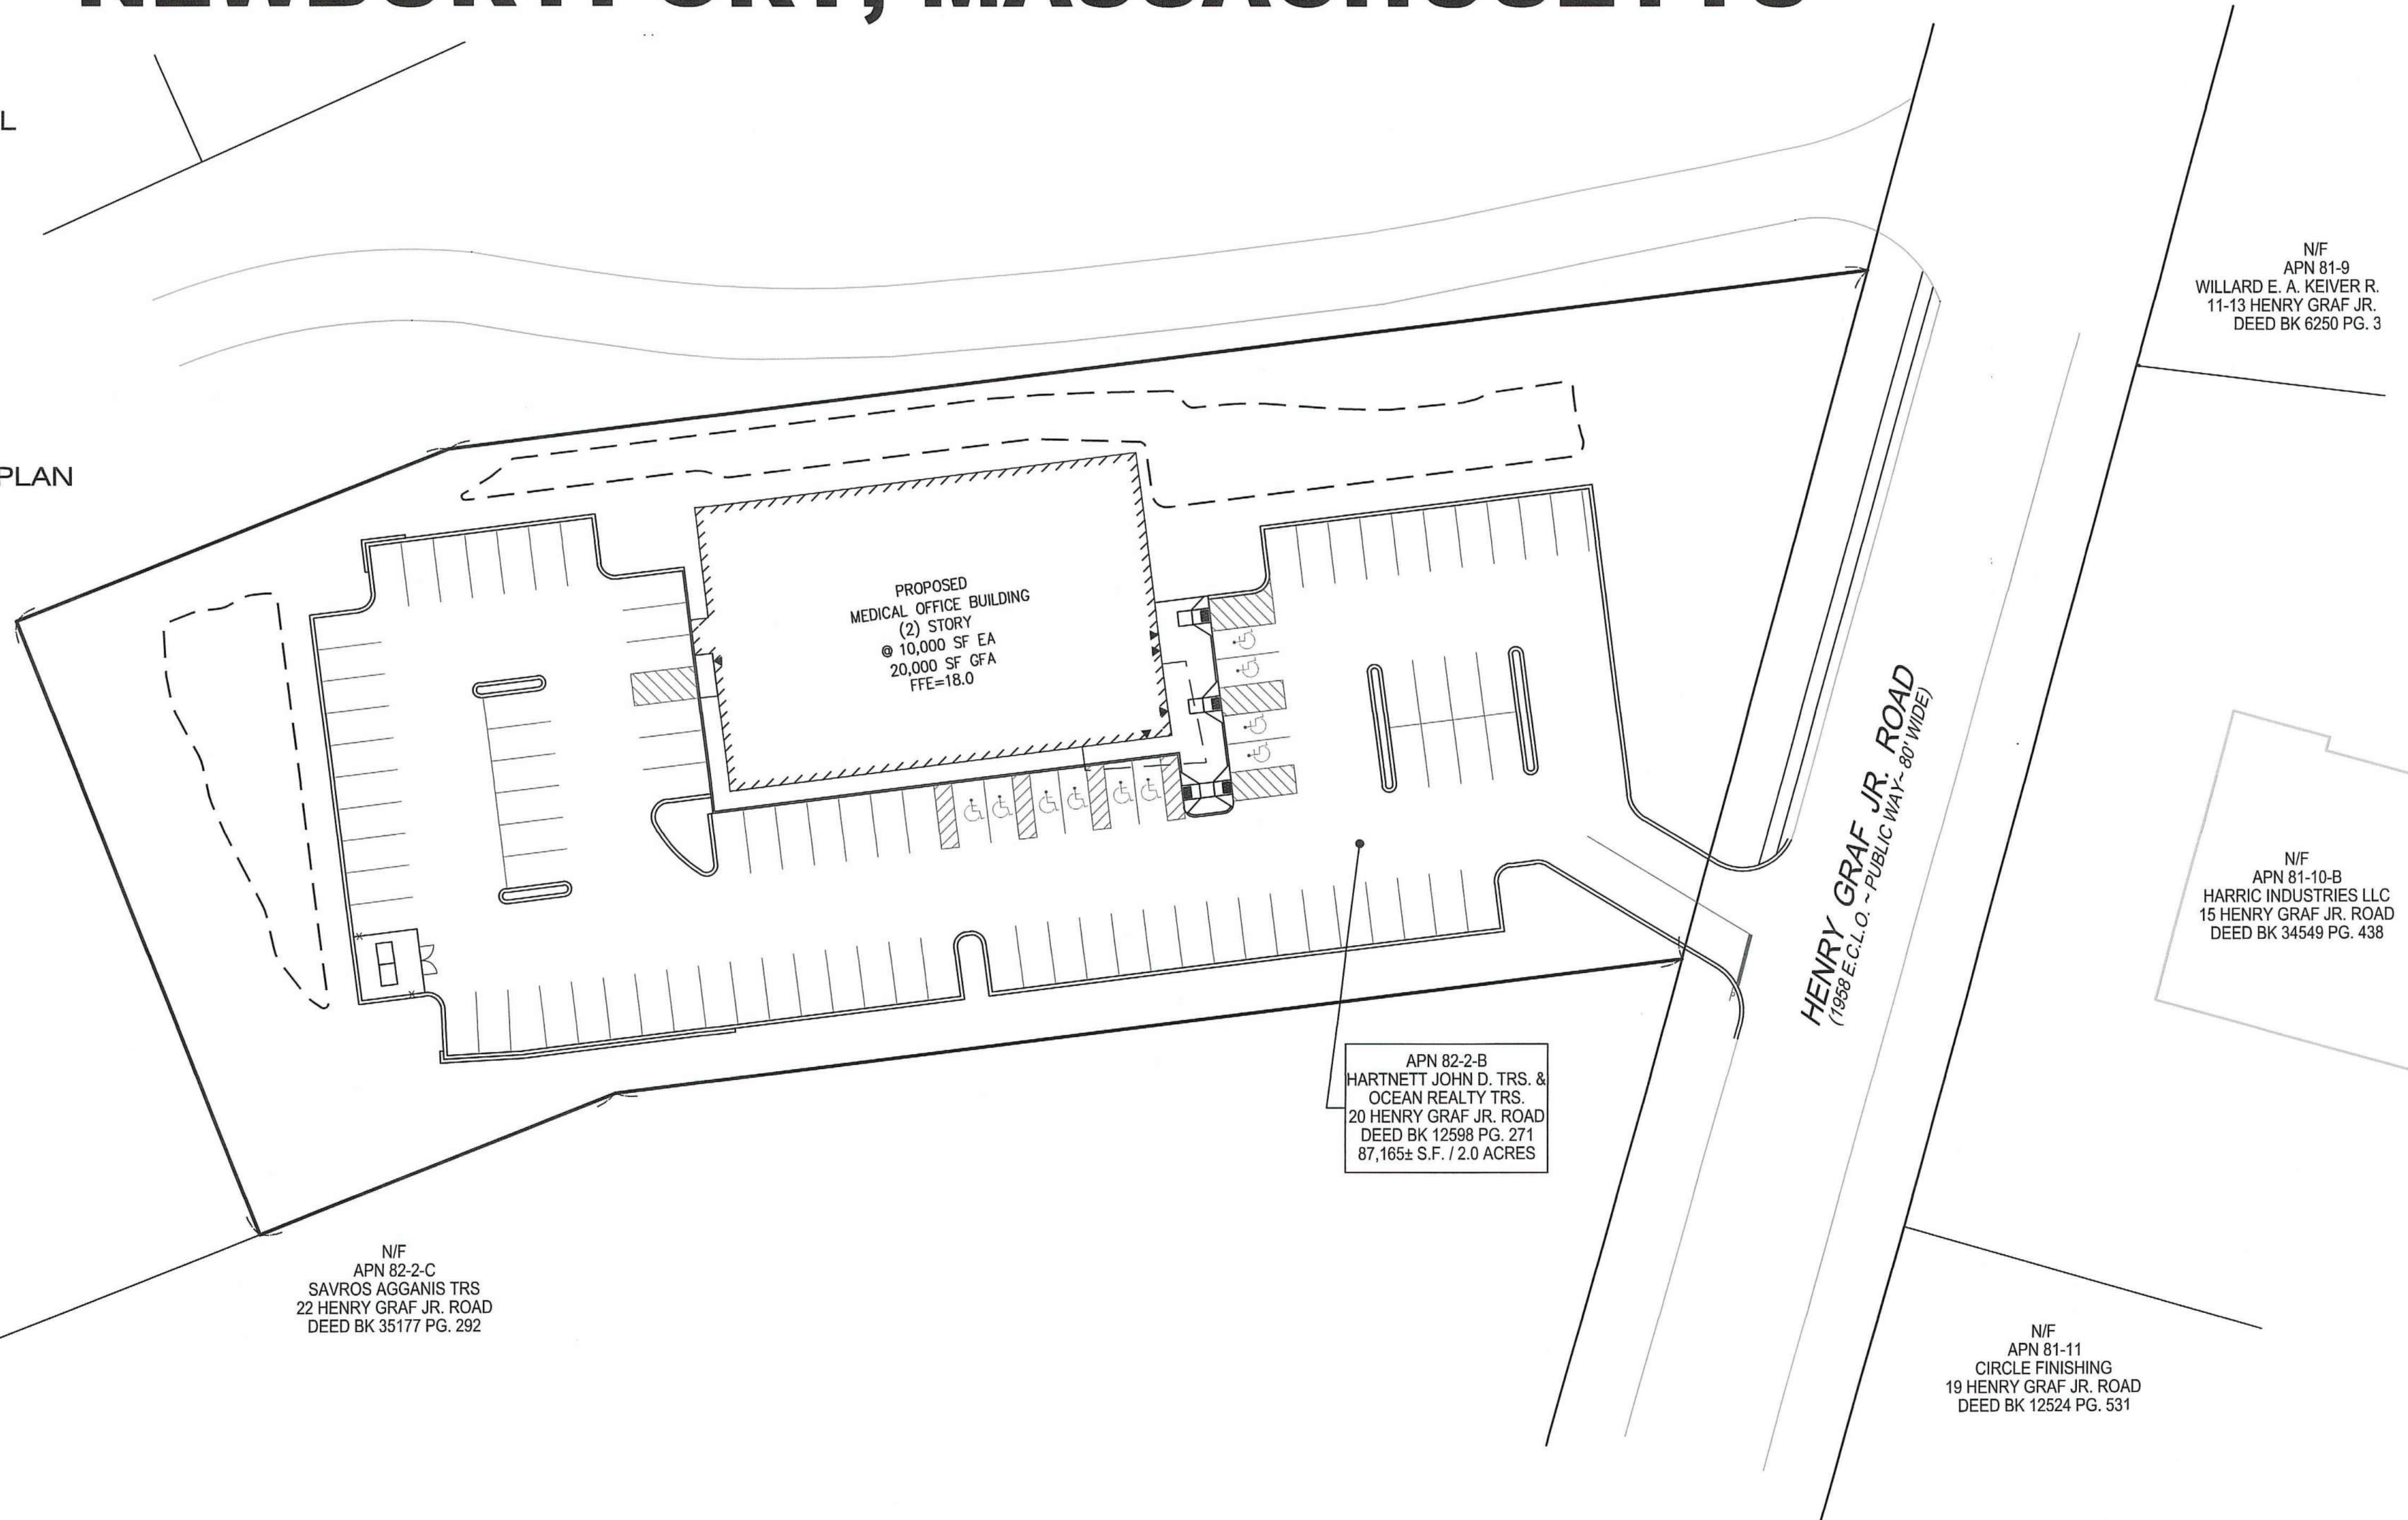 NEWBURYPORT, MASSACHUSETTS
L
PLAN
N/F
APN 81-9
WILLARD E. A. KEIVER R.
11-13 HENRY GRAF JR.
DEED BK 6250 PG. 3
PROPOSED
MEDICAL OFFICE BUILDING
(2) STORY
@ 10,000 SF EA
20,000 SF GFA
FFE=18.0
HENRY GRAF JR. ROAD
(1958 E.C.L.O. ~ PUBLIC WAY ~ 80' WIDE)
N/F
APN 81-10-B
HARRIC INDUSTRIES LLC
15 HENRY GRAF JR. ROAD
DEED BK 34549 PG. 438
APN 82-2-B
HARTNETT JOHN D. TRS. &
OCEAN REALTY TRS.
20 HENRY GRAF JR. ROAD
DEED BK 12598 PG. 271
87,165± S.F. / 2.0 ACRES
N/F
APN 82-2-C
SAVROS AGGANIS TRS
22 HENRY GRAF JR. ROAD
DEED BK 35177 PG. 292
N/F
APN 81-11
CIRCLE FINISHING
19 HENRY GRAF JR. ROAD
DEED BK 12524 PG. 531